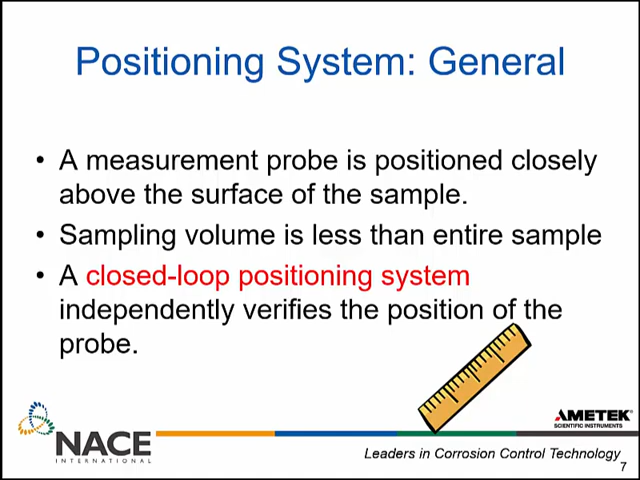 Positioning System: General
• A measurement probe is positioned closely
above the surface of the sample.
• Sampling volume is less than entire sample
• A closed-loop positioning system
independently verifies the position of the
probe.
NACE
INTERNATIONAL
AMETEK®
SCIENTIFIC INSTRUMENTS
Leaders in Corrosion Control Technology
7